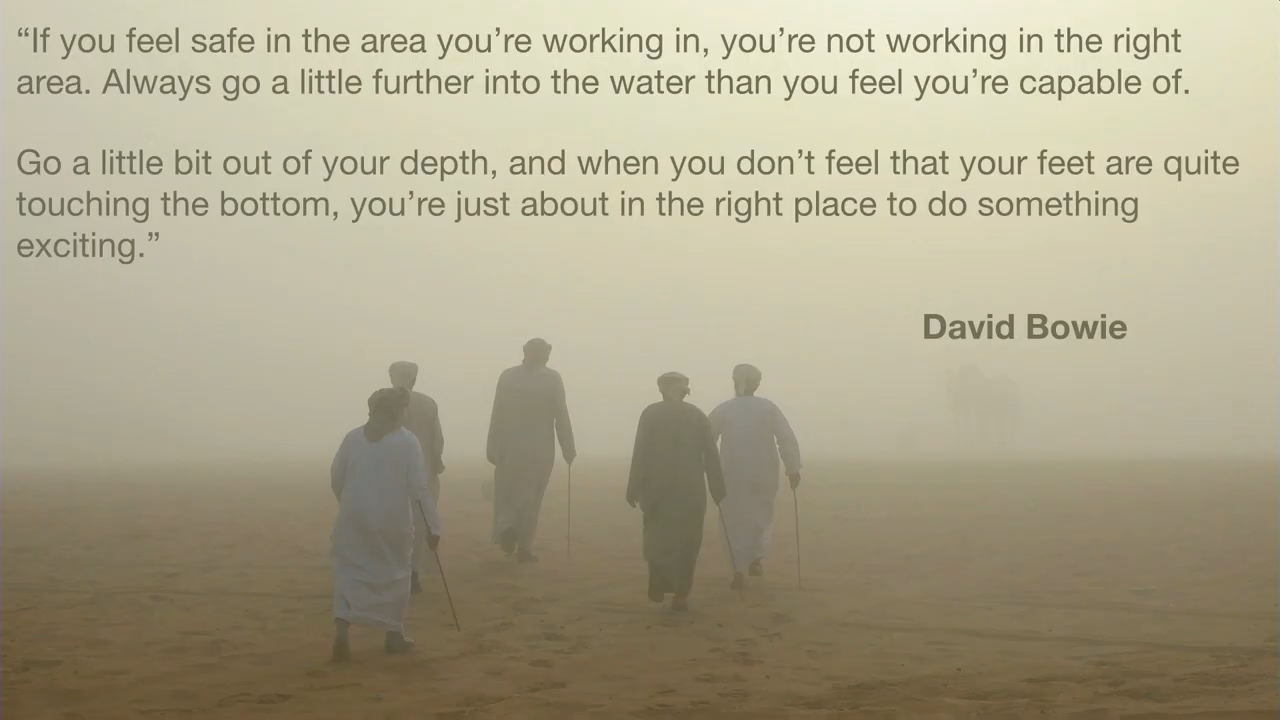 “If you feel safe in the area you’re working in, you’re not working in the right
area. Always go a little further into the water than you feel you’re capable of.
Go a little bit out of your depth, and when you don’t feel that your feet are quite
touching the bottom, you’re just about in the right place to do something
exciting.”
David Bowie